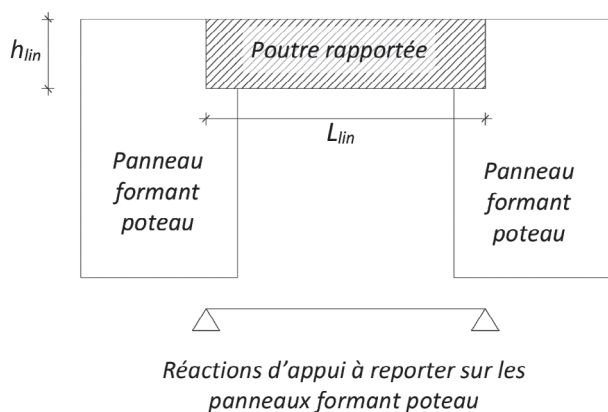 h_lin
Poutre rapportée
L_lin
Panneau
formant
poteau
Panneau
formant
poteau
Réactions d'appui à reporter sur les
panneaux formant poteau